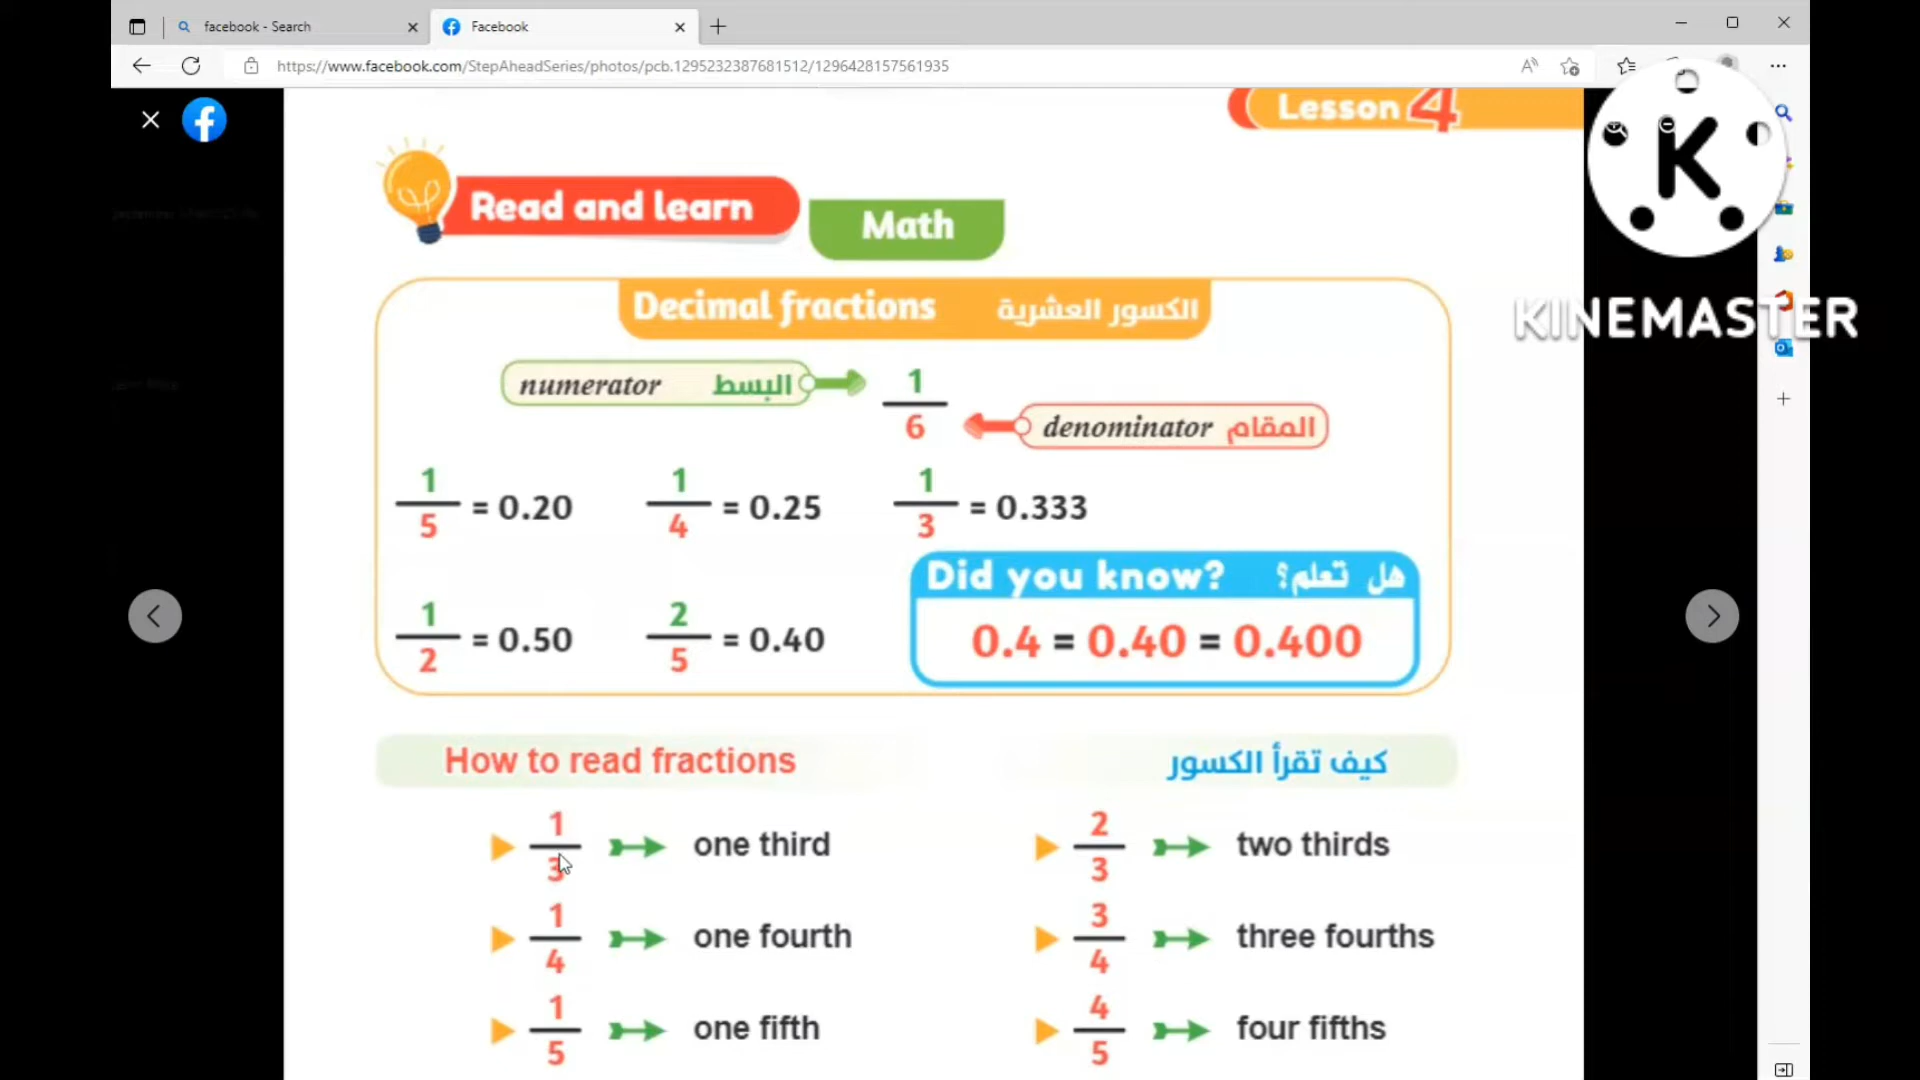 facebook - Search
Facebook
https://www.facebook.com/StepAheadSeries/photos/pcb.1295232387681512/1296428157561935
Lesson 4
Read and learn
Math
K
KINEMASTER
Decimal fractions الكسور العشرية
numerator البسط
1
6
denominator المقام
1
5
= 0.20
1
4
= 0.25
1
3
= 0.333
Did you know? هل تعلم؟
0.4 = 0.40 = 0.400
1
2
= 0.50
2
5
= 0.40
How to read fractions
كيف تقرأ الكسور
1
3
one third
2
3
two thirds
1
4
one fourth
3
4
three fourths
1
5
one fifth
4
5
four fifths